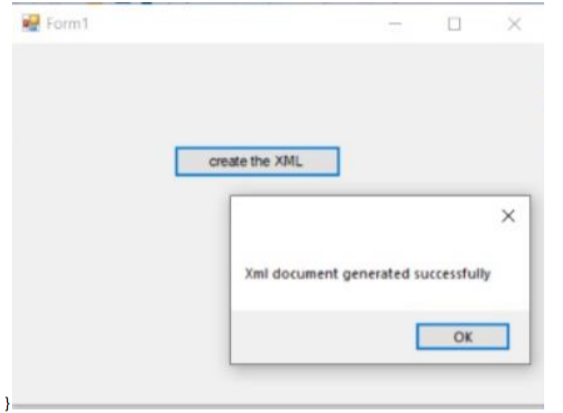 Form1
create the XML
Xml document generated successfully
OK
}